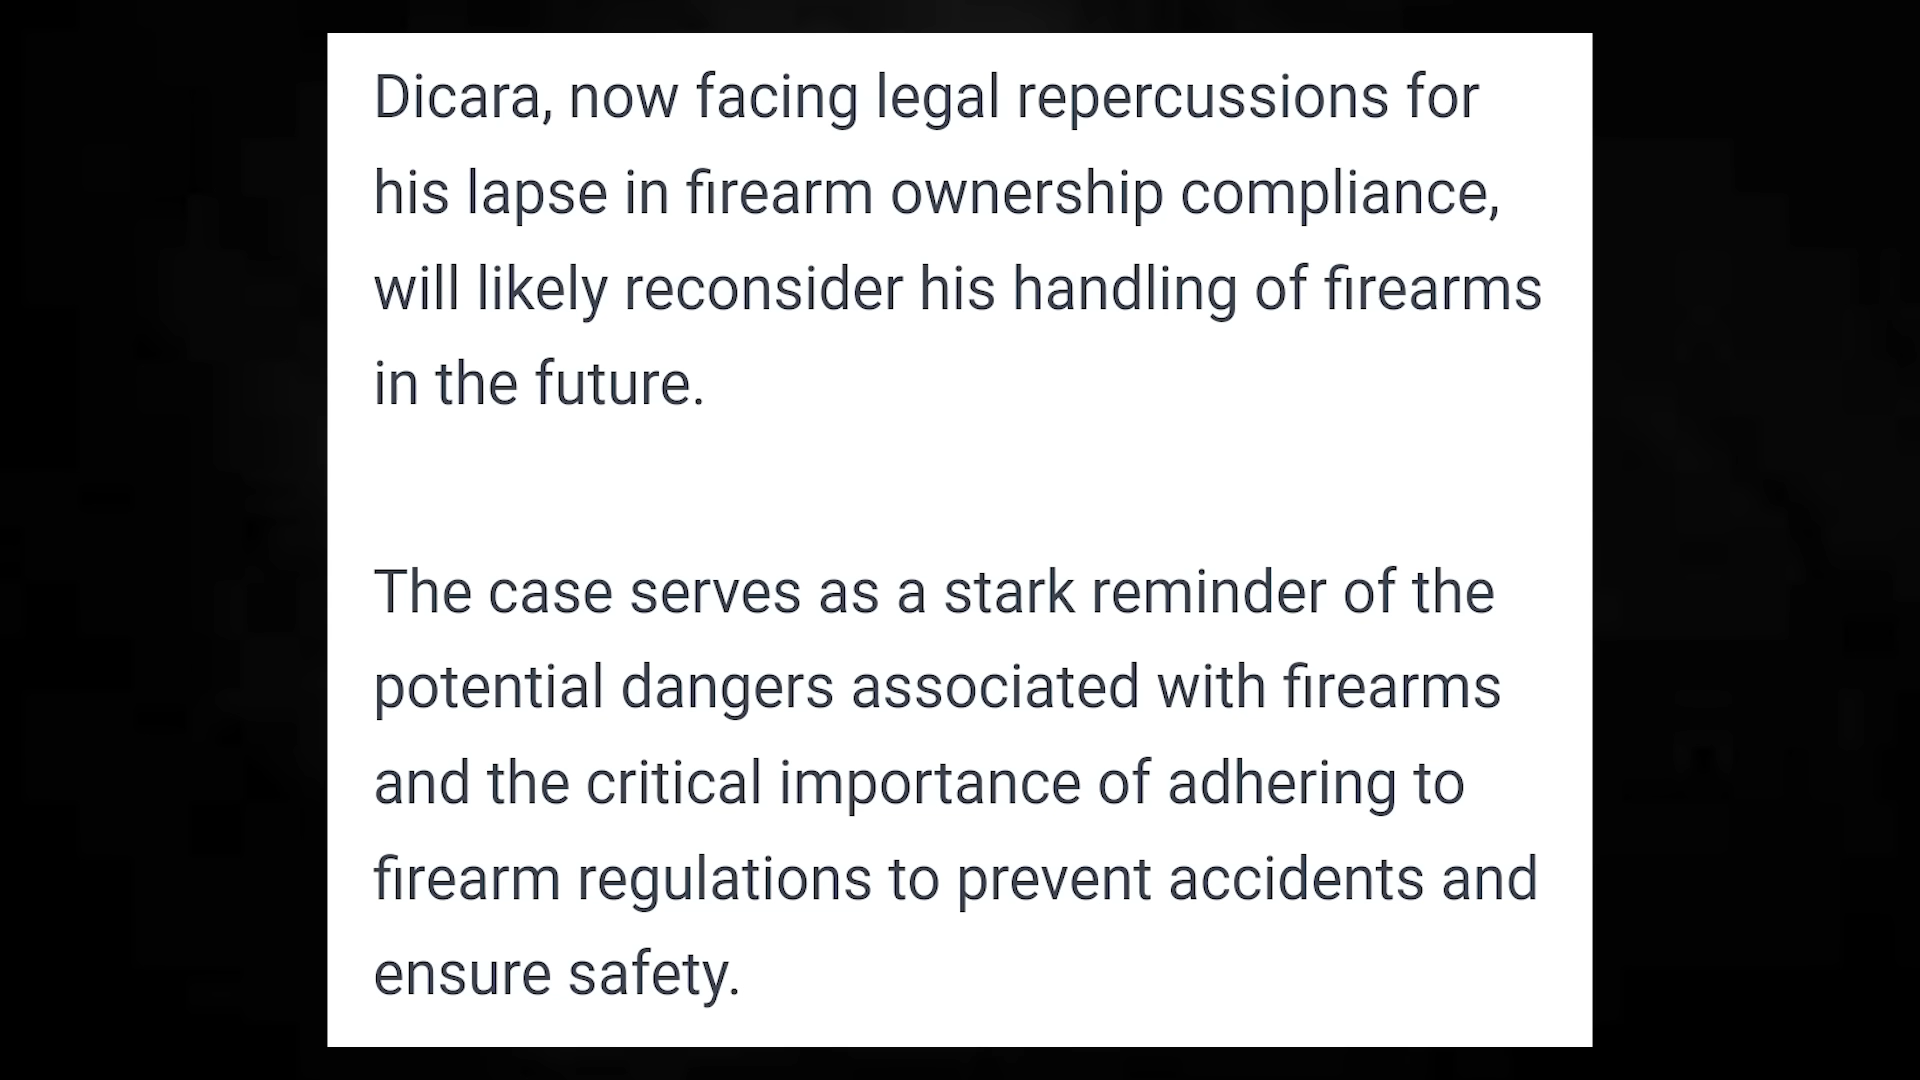 Dicara, now facing legal repercussions for
his lapse in firearm ownership compliance,
will likely reconsider his handling of firearms
in the future.
The case serves as a stark reminder of the
potential dangers associated with firearms
and the critical importance of adhering to
firearm regulations to prevent accidents and
ensure safety.